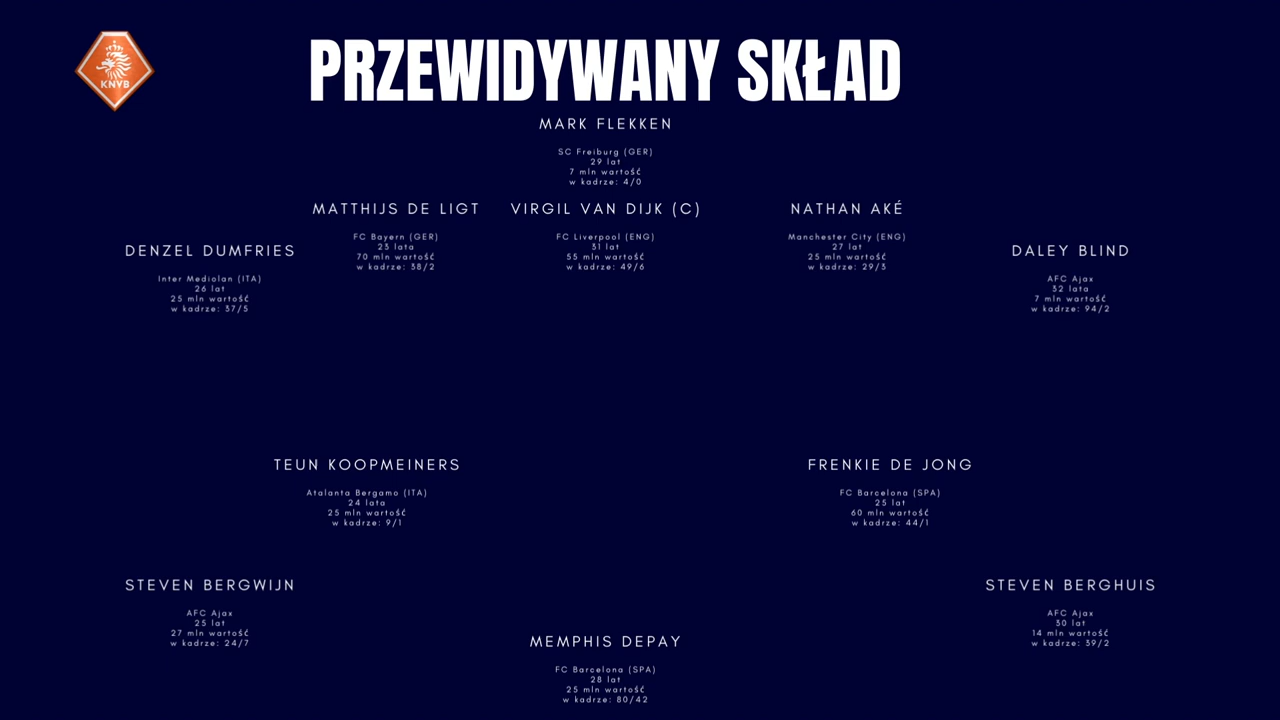 KNVB
PRZEWIDYWANY SKŁAD
MARK FLEKKEN
SC Freiburg (GER)
29 lat
7 mln wartość
w kadrze: 4/0
MATTHIJS DE LIGT
FC Bayern (GER)
23 lata
70 mln wartość
w kadrze: 38/2
VIRGIL VAN DIJK (C)
FC Liverpool (ENG)
31 lat
55 mln wartość
w kadrze: 49/6
NATHAN AKÉ
Manchester City (ENG)
27 lat
25 mln wartość
w kadrze: 29/3
DENZEL DUMFRIES
Inter Mediolan (ITA)
26 lat
25 mln wartość
w kadrze: 37/5
DALEY BLIND
AFC Ajax
32 lata
7 mln wartość
w kadrze: 94/2
TEUN KOOPMEINERS
Atalanta Bergamo (ITA)
24 lata
25 mln wartość
w kadrze: 9/1
FRENKIE DE JONG
FC Barcelona (SPA)
25 lat
60 mln wartość
w kadrze: 44/1
STEVEN BERGWIJN
AFC Ajax
25 lat
27 mln wartość
w kadrze: 24/7
STEVEN BERGHUIS
AFC Ajax
30 lat
14 mln wartość
w kadrze: 39/2
MEMPHIS DEPAY
FC Barcelona (SPA)
28 lat
25 mln wartość
w kadrze: 80/42